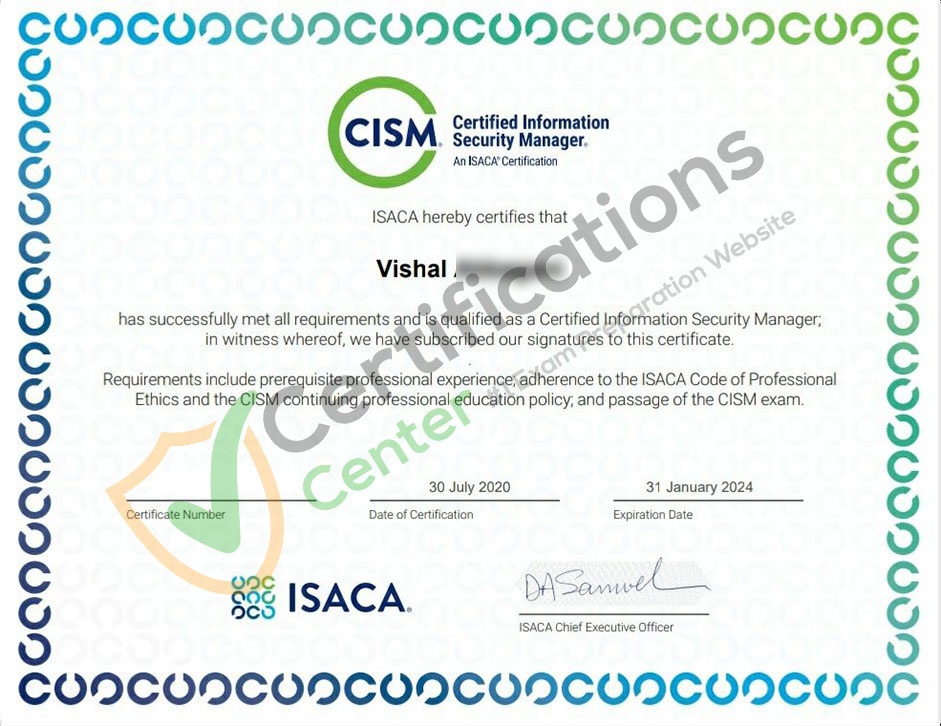 CISM®
Certified Information
Security Manager®
An ISACA® Certification
ISACA hereby certifies that
Vishal
has successfully met all requirements and is qualified as a Certified Information Security Manager;
in witness whereof, we have subscribed our signatures to this certificate.
Requirements include prerequisite professional experience; adherence to the ISACA Code of Professional
Ethics and the CISM continuing professional education policy; and passage of the CISM exam.
Certifications
Center
#1 Exam Preparation Website
30 July 2020
31 January 2024
Certificate Number
Date of Certification
Expiration Date
ISACA®
DASamuel
ISACA Chief Executive Officer